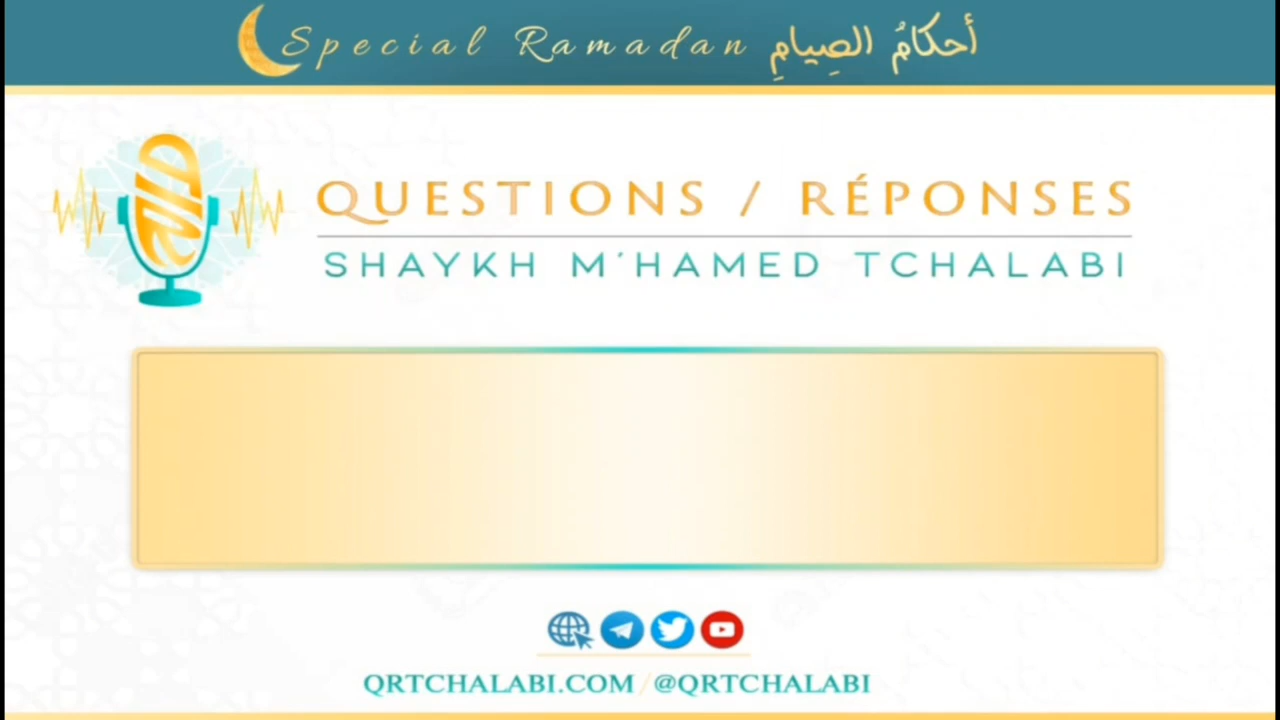 Special Ramadan أحكامُ الصِيامِ
QUESTIONS / RÉPONSES
SHAYKH M'HAMED TCHALABI
QRTCHALABI.COM / @QRTCHALABI